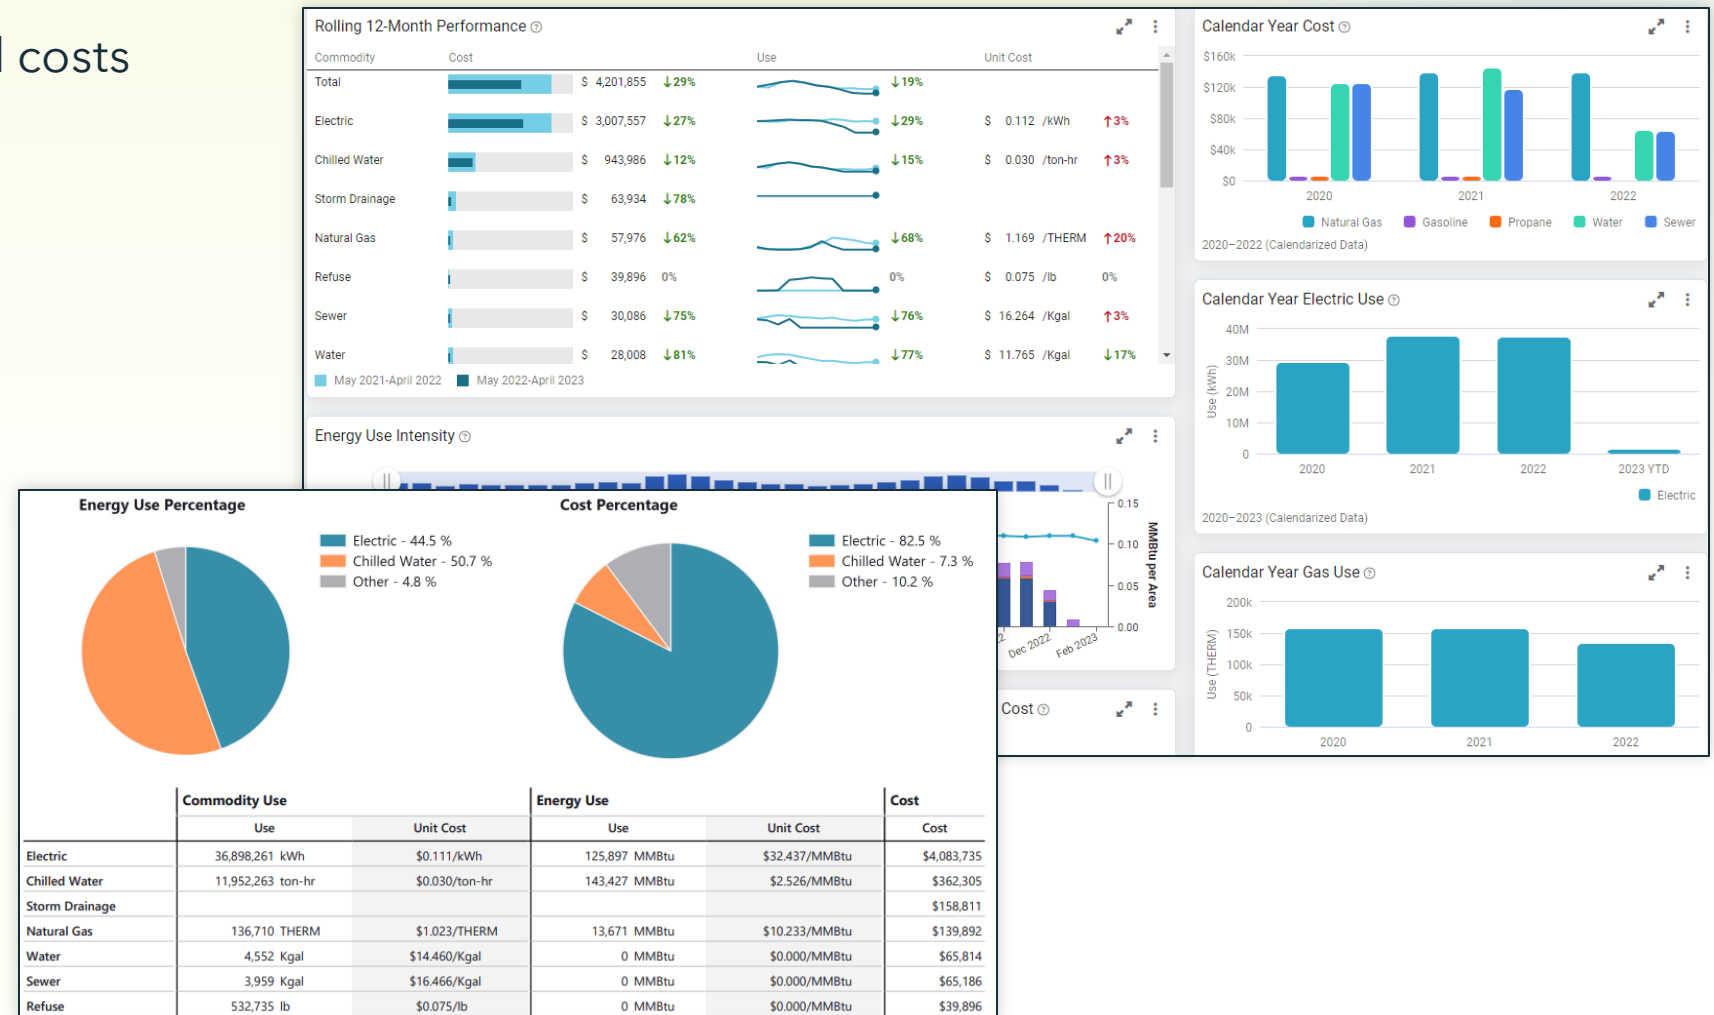 costs
Rolling 12-Month Performance
Commodity Cost Use Unit Cost
Total $ 4,201,855 ↓29% ↓19%
Electric $ 3,007,557 ↓27% ↓29% $ 0.112 /kWh ↑3%
Chilled Water $ 943,986 ↓12% ↓15% $ 0.030 /ton-hr ↑3%
Storm Drainage $ 63,934 ↓78%
Natural Gas $ 57,976 ↓62% ↓68% $ 1.169 /THERM ↑20%
Refuse $ 39,896 0% 0% $ 0.075 /lb 0%
Sewer $ 30,086 ↓75% ↓76% $ 16.264 /Kgal ↑3%
Water $ 28,008 ↓81% ↓77% $ 11.765 /Kgal ↓17%
May 2021-April 2022 May 2022-April 2023
Calendar Year Cost
$160k
$120k
$80k
$40k
$0
2020 2021 2022
Natural Gas Gasoline Propane Water Sewer
2020–2022 (Calendarized Data)
Calendar Year Electric Use
Use (kWh)
40M
30M
20M
10M
0
2020 2021 2022 2023 YTD
Electric
2020–2023 (Calendarized Data)
Calendar Year Gas Use
Use (THERM)
200k
150k
100k
50k
0
2020 2021 2022
Energy Use Intensity
0.15
0.10
0.05
0.00
MMBtu per Area
Dec 2022 Feb 2023
Cost
Energy Use Percentage
Electric - 44.5 %
Chilled Water - 50.7 %
Other - 4.8 %
Cost Percentage
Electric - 82.5 %
Chilled Water - 7.3 %
Other - 10.2 %
Commodity Use Energy Use Cost
Use Unit Cost Use Unit Cost Cost
Electric 36,898,261 kWh $0.111/kWh 125,897 MMBtu $32.437/MMBtu $4,083,735
Chilled Water 11,952,263 ton-hr $0.030/ton-hr 143,427 MMBtu $2.526/MMBtu $362,305
Storm Drainage $158,811
Natural Gas 136,710 THERM $1.023/THERM 13,671 MMBtu $10.233/MMBtu $139,892
Water 4,552 Kgal $14.460/Kgal 0 MMBtu $0.000/MMBtu $65,814
Sewer 3,959 Kgal $16.466/Kgal 0 MMBtu $0.000/MMBtu $65,186
Refuse 532,735 lb $0.075/lb 0 MMBtu $0.000/MMBtu $39,896